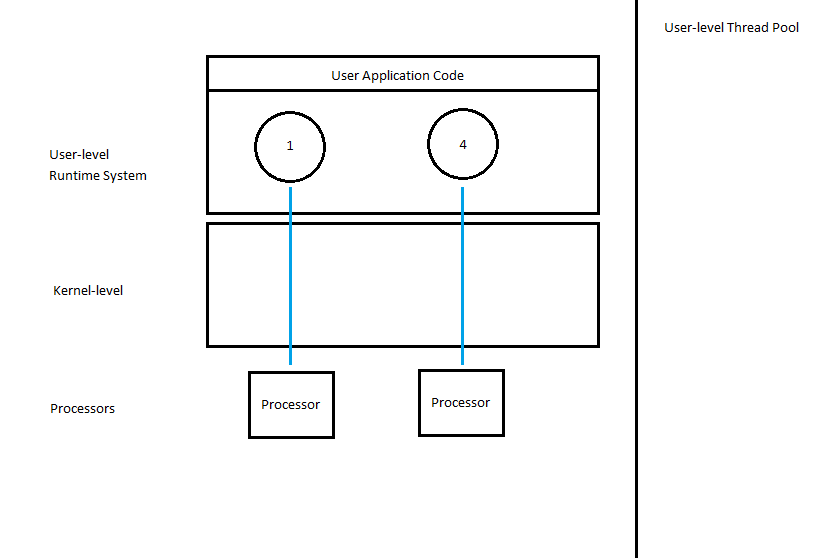 User-level Thread Pool
User Application Code
1
4
User-level
Runtime System
Kernel-level
Processors
Processor
Processor